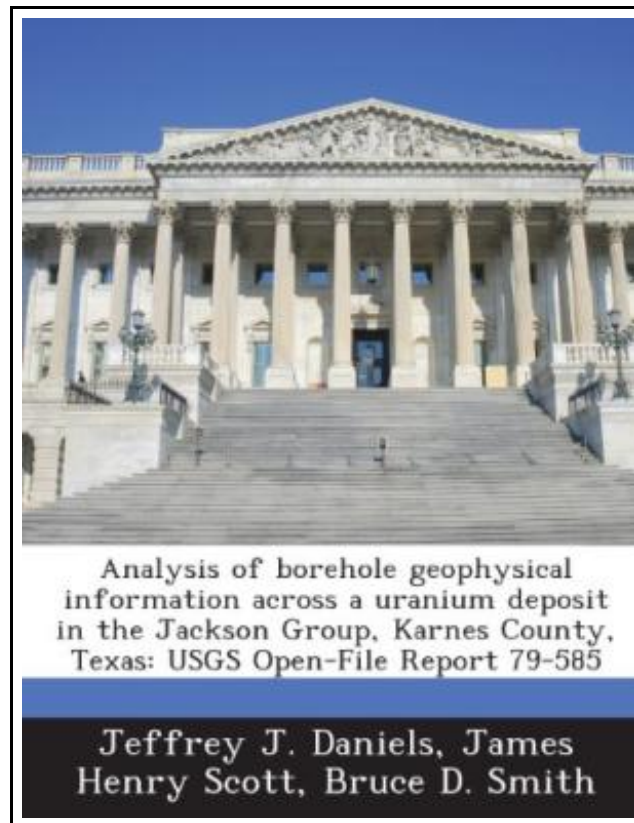 Analysis of borehole geophysical
information across a uranium deposit
in the Jackson Group, Karnes County,
Texas: USGS Open-File Report 79-585
Jeffrey J. Daniels, James
Henry Scott, Bruce D. Smith